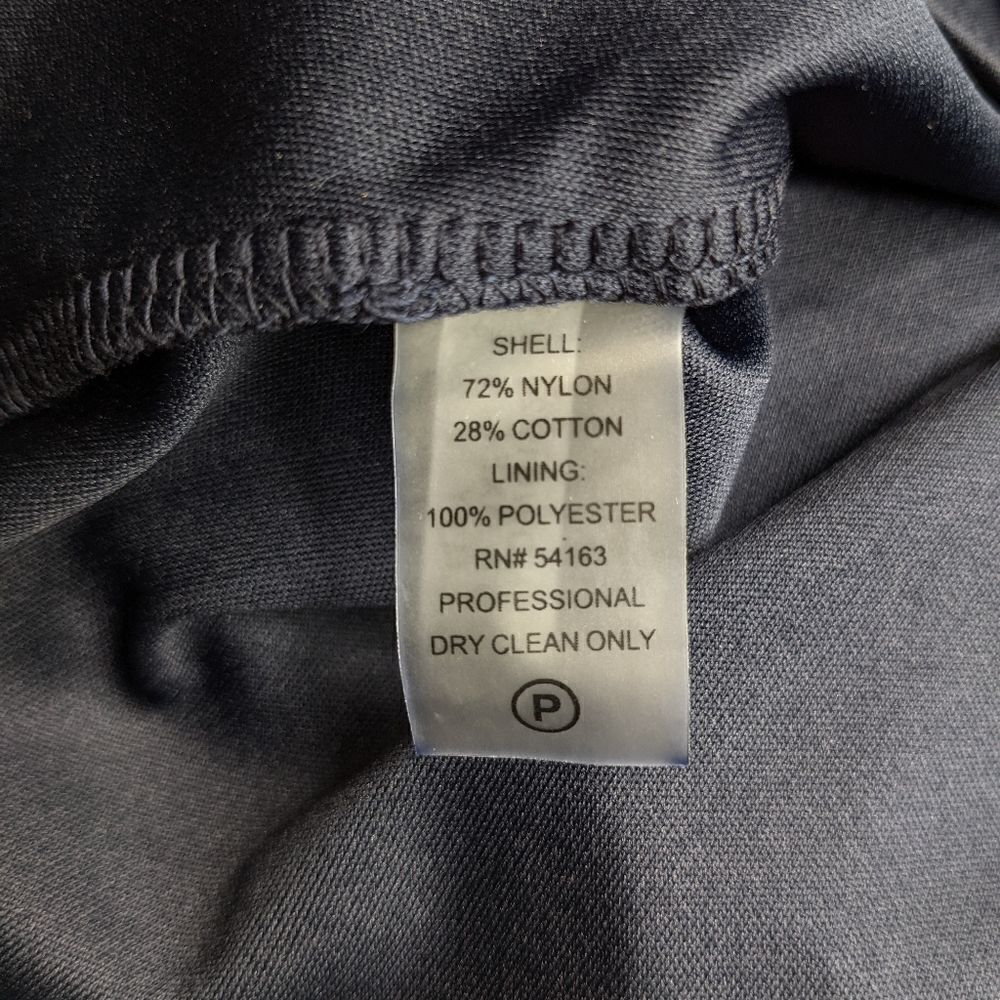 SHELL:
72% NYLON
28% COTTON
LINING:
100% POLYESTER
RN# 54163
PROFESSIONAL
DRY CLEAN ONLY
P